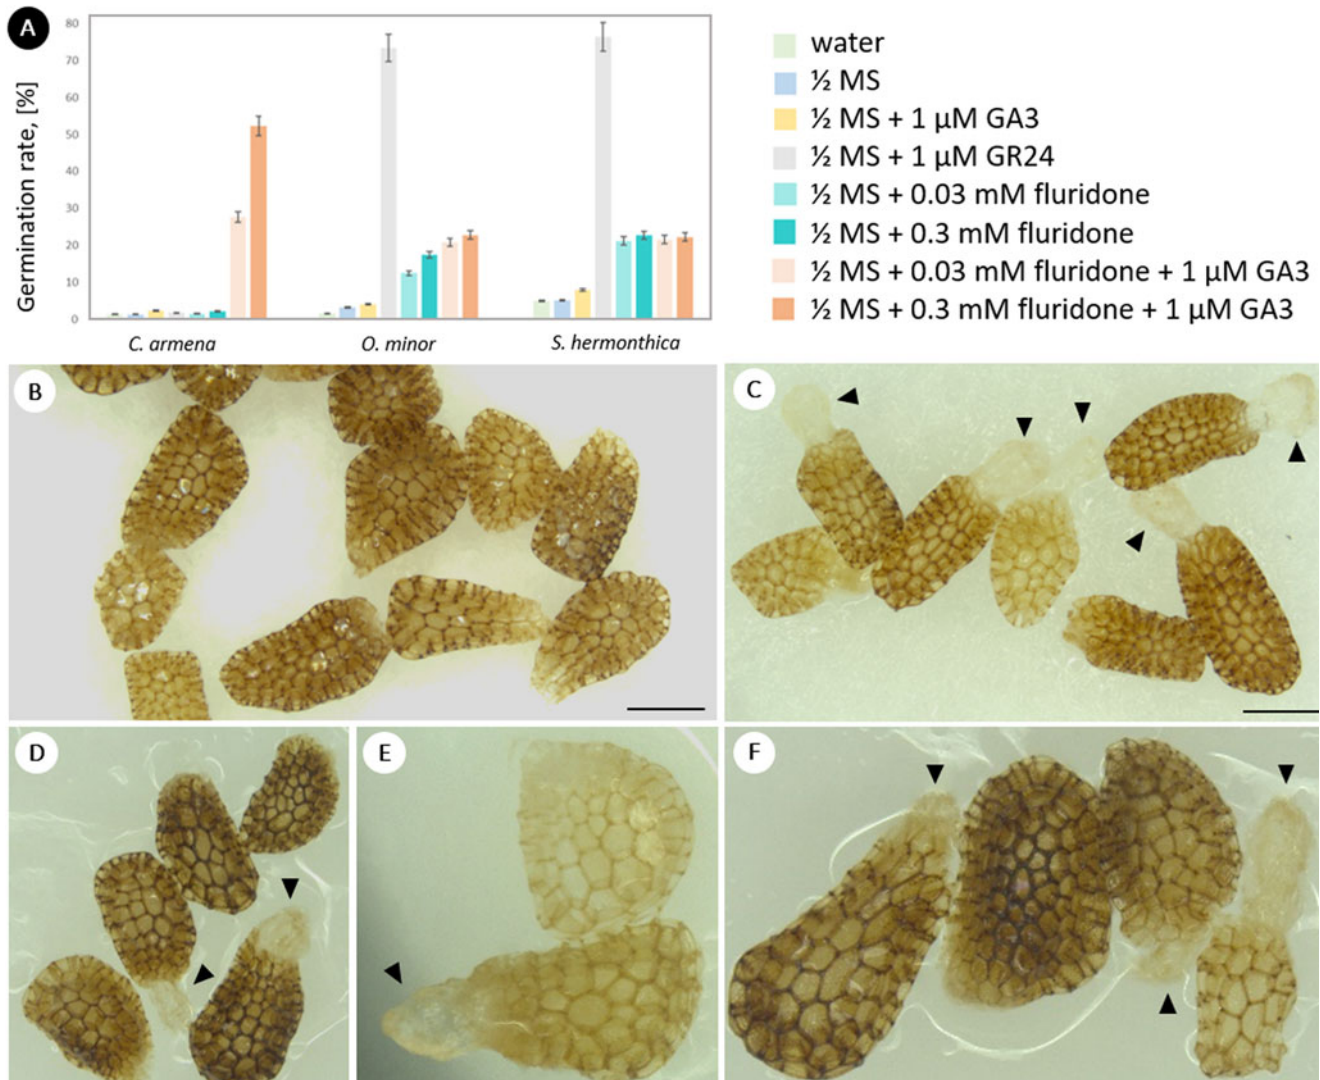 A
Germination rate, [%]
80
70
60
50
40
30
20
10
0
C. armena
O. minor
S. hermonthica
water
½ MS
½ MS + 1 µM GA3
½ MS + 1 µM GR24
½ MS + 0.03 mM fluridone
½ MS + 0.3 mM fluridone
½ MS + 0.03 mM fluridone + 1 µM GA3
½ MS + 0.3 mM fluridone + 1 µM GA3
B
C
D
E
F